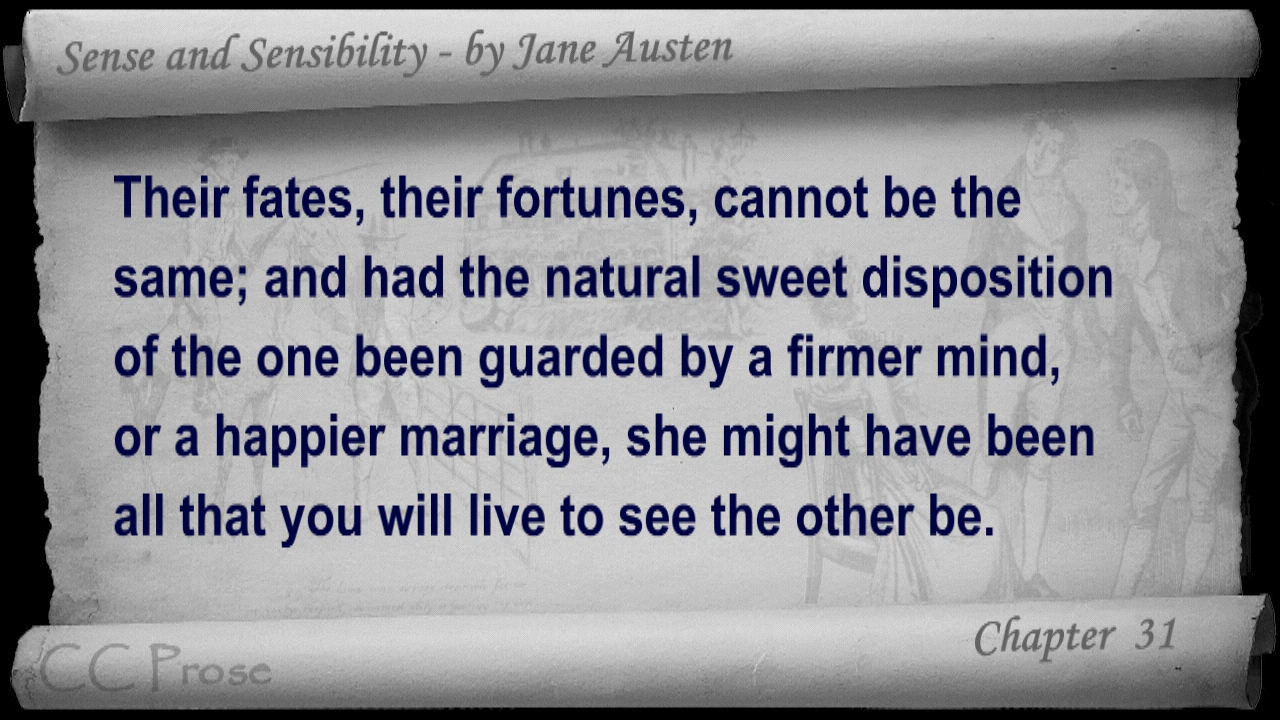 Sense and Sensibility - by Jane Austen
Their fates, their fortunes, cannot be the
same; and had the natural sweet disposition
of the one been guarded by a firmer mind,
or a happier marriage, she might have been
all that you will live to see the other be.
Chapter 31
CC Prose